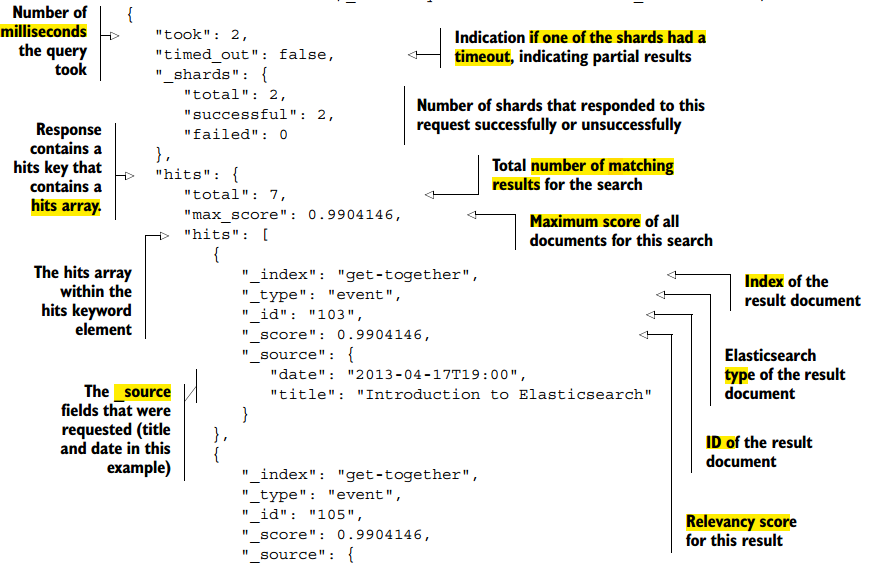 Number of
milliseconds
the query
took
{
"took": 2,
"timed_out": false,
Indication if one of the shards had a
timeout, indicating partial results
"_shards": {
"total": 2,
"successful": 2,
"failed": 0
},
Number of shards that responded to this
request successfully or unsuccessfully
Response
contains a
hits key that
contains a
hits array.
"hits": {
"total": 7,
Total number of matching
results for the search
"max_score": 0.9904146,
Maximum score of all
documents for this search
"hits": [
The hits array
within the
hits keyword
element
{
"_index": "get-together",
Index of the
result document
"_type": "event",
Elasticsearch
type of the result
document
"_id": "103",
ID of the result
document
"_score": 0.9904146,
Relevancy score
for this result
"_source": {
"date": "2013-04-17T19:00",
"title": "Introduction to Elasticsearch"
The _source
fields that were
requested (title
and date in this
example)
}
},
{
"_index": "get-together",
"_type": "event",
"_id": "105",
"_score": 0.9904146,
"_source": {